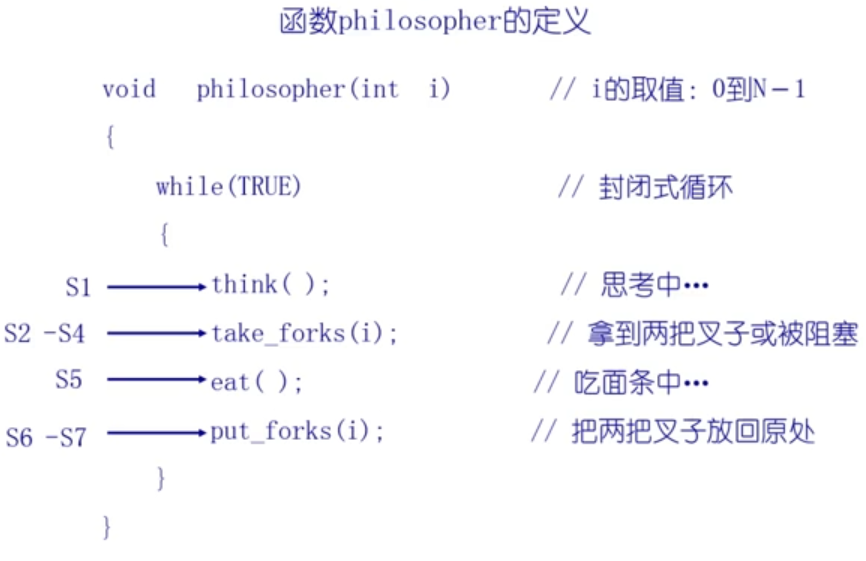 函数philosopher的定义
void philosopher(int i) // i的取值: 0到N-1
{
while(TRUE) // 封闭式循环
{
S1 think( ); // 思考中…
S2 -S4 take_forks(i); // 拿到两把叉子或被阻塞
S5 eat( ); // 吃面条中…
S6 -S7 put_forks(i); // 把两把叉子放回原处
}
}